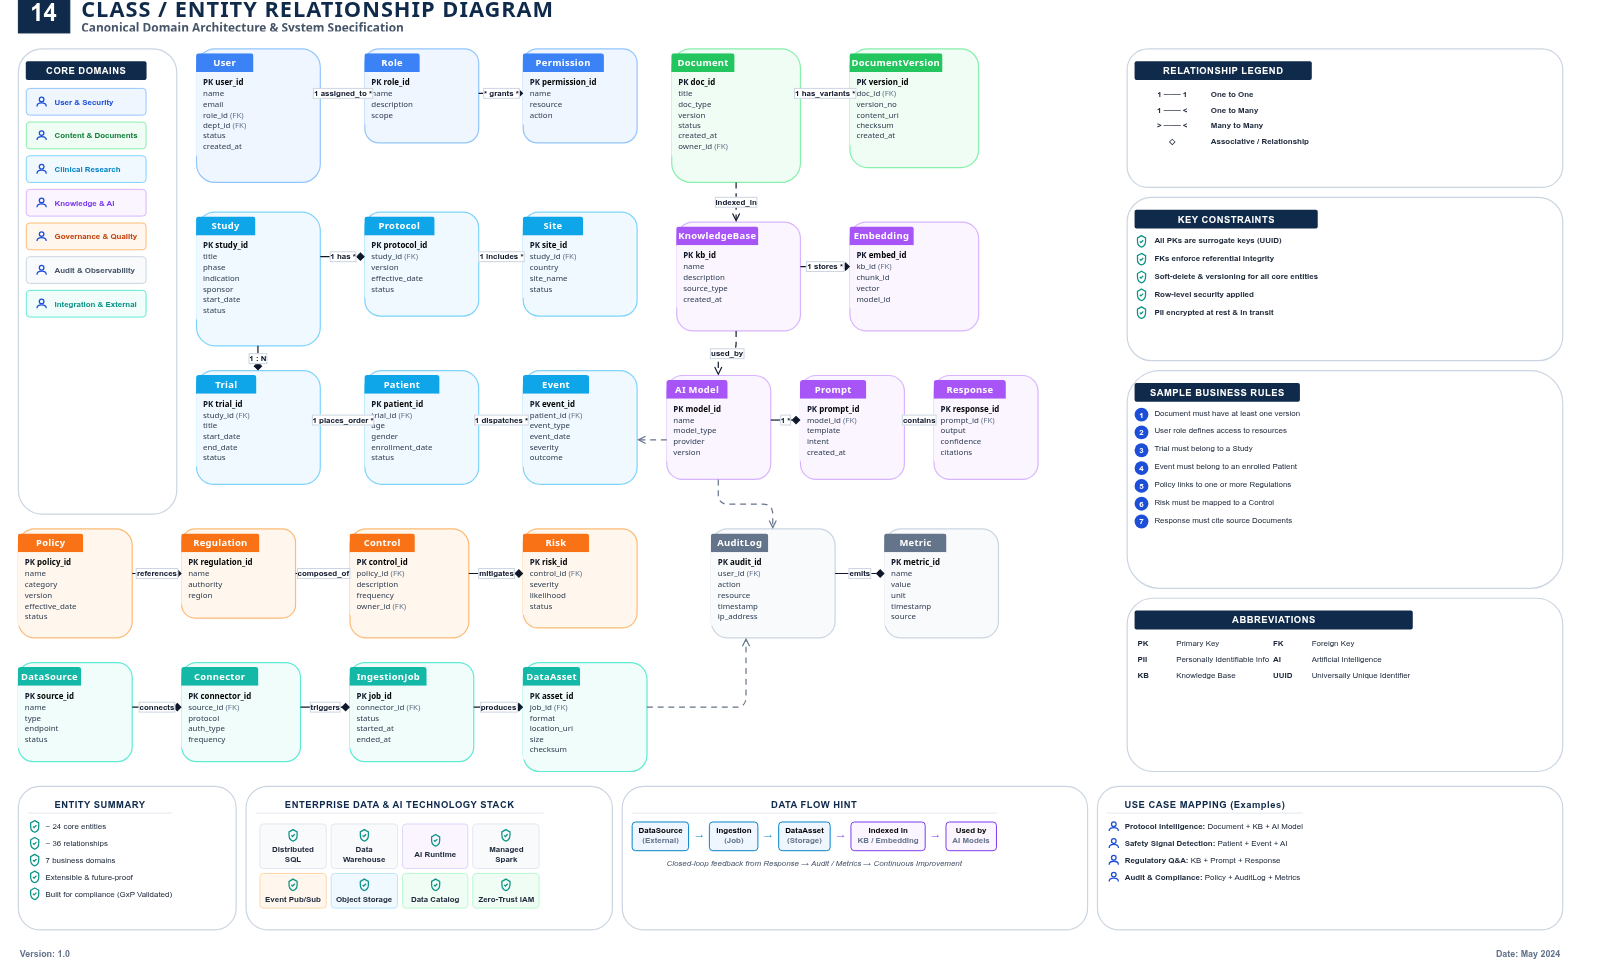 14
CLASS / ENTITY RELATIONSHIP DIAGRAM
Canonical Domain Architecture & System Specification
CORE DOMAINS
User & Security
Content & Documents
Clinical Research
Knowledge & AI
Governance & Quality
Audit & Observability
Integration & External
User
PK user_id
name
email
role_id (FK)
dept_id (FK)
status
created_at
1 assigned_to *
Role
PK role_id
name
description
scope
* grants *
Permission
PK permission_id
name
resource
action
Document
PK doc_id
title
doc_type
version
status
created_at
owner_id (FK)
1 has_variants *
DocumentVersion
PK version_id
doc_id (FK)
version_no
content_uri
checksum
created_at
Indexed_In
Study
PK study_id
title
phase
indication
sponsor
start_date
status
1 has *
Protocol
PK protocol_id
study_id (FK)
version
effective_date
status
1 includes *
Site
PK site_id
study_id (FK)
country
site_name
status
KnowledgeBase
PK kb_id
name
description
source_type
created_at
1 stores *
Embedding
PK embed_id
kb_id (FK)
chunk_id
vector
model_id
1 : N
used_by
Trial
PK trial_id
study_id (FK)
title
start_date
end_date
status
1 places_order *
Patient
PK patient_id
trial_id (FK)
age
gender
enrollment_date
status
1 dispatches *
Event
PK event_id
patient_id (FK)
event_type
event_date
severity
outcome
AI Model
PK model_id
name
model_type
provider
version
1 *
Prompt
PK prompt_id
model_id (FK)
template
intent
created_at
contains
Response
PK response_id
prompt_id (FK)
output
confidence
citations
Policy
PK policy_id
name
category
version
effective_date
status
references
Regulation
PK regulation_id
name
authority
region
composed_of
Control
PK control_id
policy_id (FK)
description
frequency
owner_id (FK)
mitigates
Risk
PK risk_id
control_id (FK)
severity
likelihood
status
AuditLog
PK audit_id
user_id (FK)
action
resource
timestamp
ip_address
emits
Metric
PK metric_id
name
value
unit
timestamp
source
DataSource
PK source_id
name
type
endpoint
status
connects
Connector
PK connector_id
source_id (FK)
protocol
auth_type
frequency
triggers
IngestionJob
PK job_id
connector_id (FK)
status
started_at
ended_at
produces
DataAsset
PK asset_id
job_id (FK)
format
location_uri
size
checksum
RELATIONSHIP LEGEND
1 —— 1 One to One
1 —— < One to Many
> —— < Many to Many
◇ Associative / Relationship
KEY CONSTRAINTS
All PKs are surrogate keys (UUID)
FKs enforce referential integrity
Soft-delete & versioning for all core entities
Row-level security applied
PII encrypted at rest & in transit
SAMPLE BUSINESS RULES
1 Document must have at least one version
2 User role defines access to resources
3 Trial must belong to a Study
4 Event must belong to an enrolled Patient
5 Policy links to one or more Regulations
6 Risk must be mapped to a Control
7 Response must cite source Documents
ABBREVIATIONS
PK Primary Key FK Foreign Key
PII Personally Identifiable Info AI Artificial Intelligence
KB Knowledge Base UUID Universally Unique Identifier
ENTITY SUMMARY
~ 24 core entities
~ 36 relationships
7 business domains
Extensible & future-proof
Built for compliance (GxP Validated)
ENTERPRISE DATA & AI TECHNOLOGY STACK
Distributed SQL
Data Warehouse
AI Runtime
Managed Spark
Event Pub/Sub
Object Storage
Data Catalog
Zero-Trust IAM
DATA FLOW HINT
DataSource (External) → Ingestion (Job) → DataAsset (Storage) → Indexed In KB / Embedding → Used by AI Models
Closed-loop feedback from Response → Audit / Metrics → Continuous Improvement
USE CASE MAPPING (Examples)
Protocol Intelligence: Document + KB + AI Model
Safety Signal Detection: Patient + Event + AI
Regulatory Q&A: KB + Prompt + Response
Audit & Compliance: Policy + AuditLog + Metrics
Version: 1.0
Date: May 2024